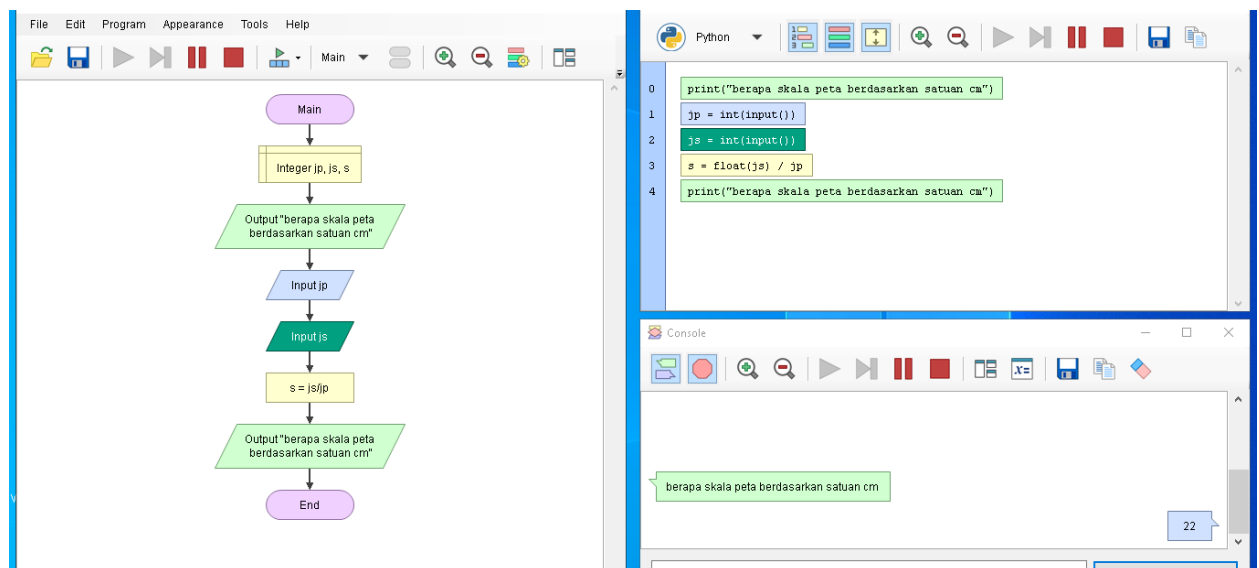 File Edit Program Appearance Tools Help
Main
Main
Integer jp, js, s
Output "berapa skala peta
berdasarkan satuan cm"
Input jp
Input js
s = js/jp
Output "berapa skala peta
berdasarkan satuan cm"
End
Python
0 print("berapa skala peta berdasarkan satuan cm")
1 jp = int(input())
2 js = int(input())
3 s = float(js) / jp
4 print("berapa skala peta berdasarkan satuan cm")
Console
x=
berapa skala peta berdasarkan satuan cm
22